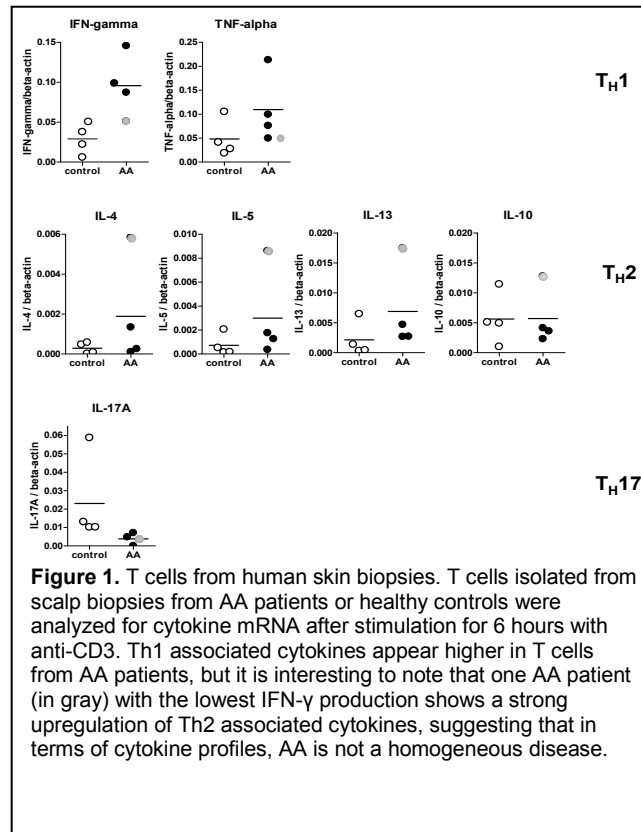 IFN-gamma TNF-alpha
IFN-gamma/beta-actin
0.15
0.10
0.05
0.00
control AA
TNF-alpha/beta-actin
0.25
0.20
0.15
0.10
0.05
0.00
control AA
TH1
IL-4 IL-5 IL-13 IL-10
IL-4 / beta-actin
0.006
0.004
0.002
0.000
control AA
IL-5 / beta-actin
0.010
0.008
0.006
0.004
0.002
0.000
control AA
IL-13 / beta-actin
0.020
0.015
0.010
0.005
0.000
control AA
IL-10 / beta-actin
0.020
0.015
0.010
0.005
0.000
control AA
TH2
IL-17A
IL-17A / beta-actin
0.06
0.05
0.04
0.03
0.02
0.01
0.00
control AA
TH17
Figure 1. T cells from human skin biopsies. T cells isolated from
scalp biopsies from AA patients or healthy controls were
analyzed for cytokine mRNA after stimulation for 6 hours with
anti-CD3. Th1 associated cytokines appear higher in T cells
from AA patients, but it is interesting to note that one AA patient
(in gray) with the lowest IFN-γ production shows a strong
upregulation of Th2 associated cytokines, suggesting that in
terms of cytokine profiles, AA is not a homogeneous disease.